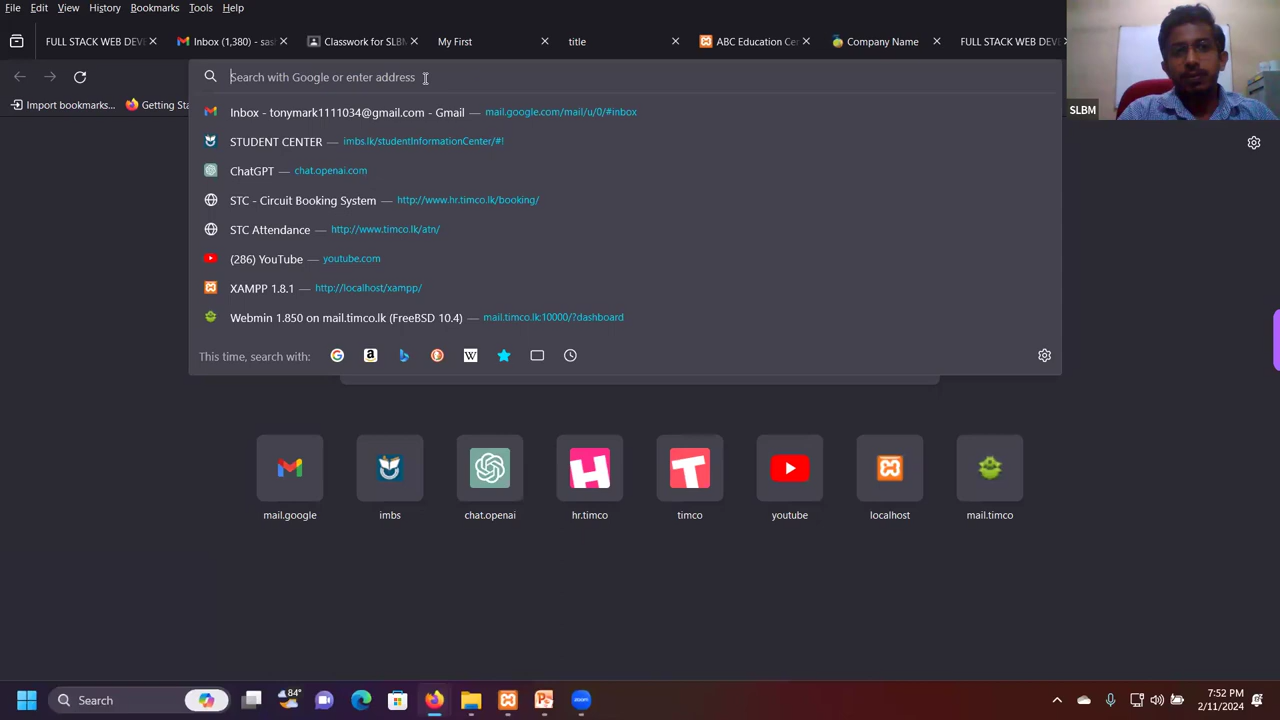 File Edit View History Bookmarks Tools Help
FULL STACK WEB DEVE
Inbox (1,380) - sas
Classwork for SLBM
My First
title
ABC Education Cen
Company Name
FULL STACK WEB DEVE
SLBM
Search with Google or enter address
Import bookmarks...
Getting Sta
Inbox - tonymark1111034@gmail.com - Gmail — mail.google.com/mail/u/0/#inbox
STUDENT CENTER — imbs.lk/studentInformationCenter/#!
ChatGPT — chat.openai.com
STC - Circuit Booking System — http://www.hr.timco.lk/booking/
STC Attendance — http://www.timco.lk/atn/
(286) YouTube — youtube.com
XAMPP 1.8.1 — http://localhost/xampp/
Webmin 1.850 on mail.timco.lk (FreeBSD 10.4) — mail.timco.lk:10000/?dashboard
This time, search with:
mail.google
imbs
chat.openai
hr.timco
timco
youtube
localhost
mail.timco
Search
84°
zoom
7:52 PM
2/11/2024